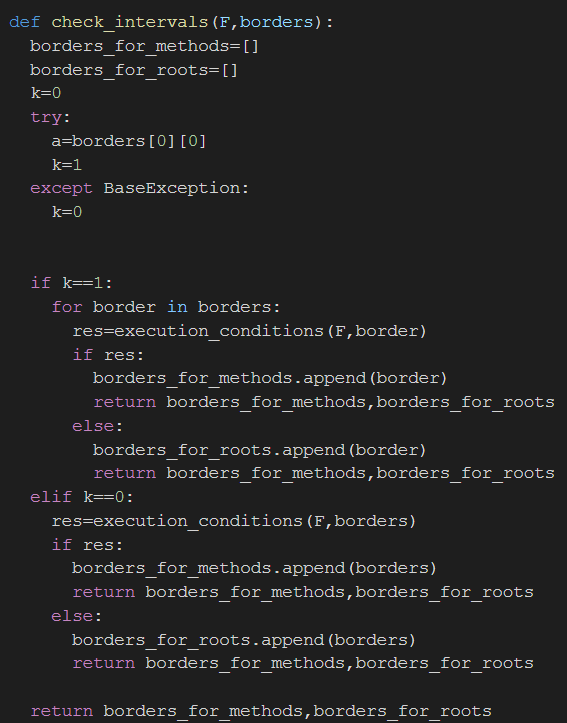 def check_intervals(F,borders):
  borders_for_methods=[]
  borders_for_roots=[]
  k=0
  try:
    a=borders[0][0]
    k=1
  except BaseException:
    k=0
  if k==1:
    for border in borders:
      res=execution_conditions(F,border)
      if res:
        borders_for_methods.append(border)
        return borders_for_methods,borders_for_roots
      else:
        borders_for_roots.append(border)
        return borders_for_methods,borders_for_roots
  elif k==0:
    res=execution_conditions(F,borders)
    if res:
      borders_for_methods.append(borders)
      return borders_for_methods,borders_for_roots
    else:
      borders_for_roots.append(borders)
      return borders_for_methods,borders_for_roots
  return borders_for_methods,borders_for_roots